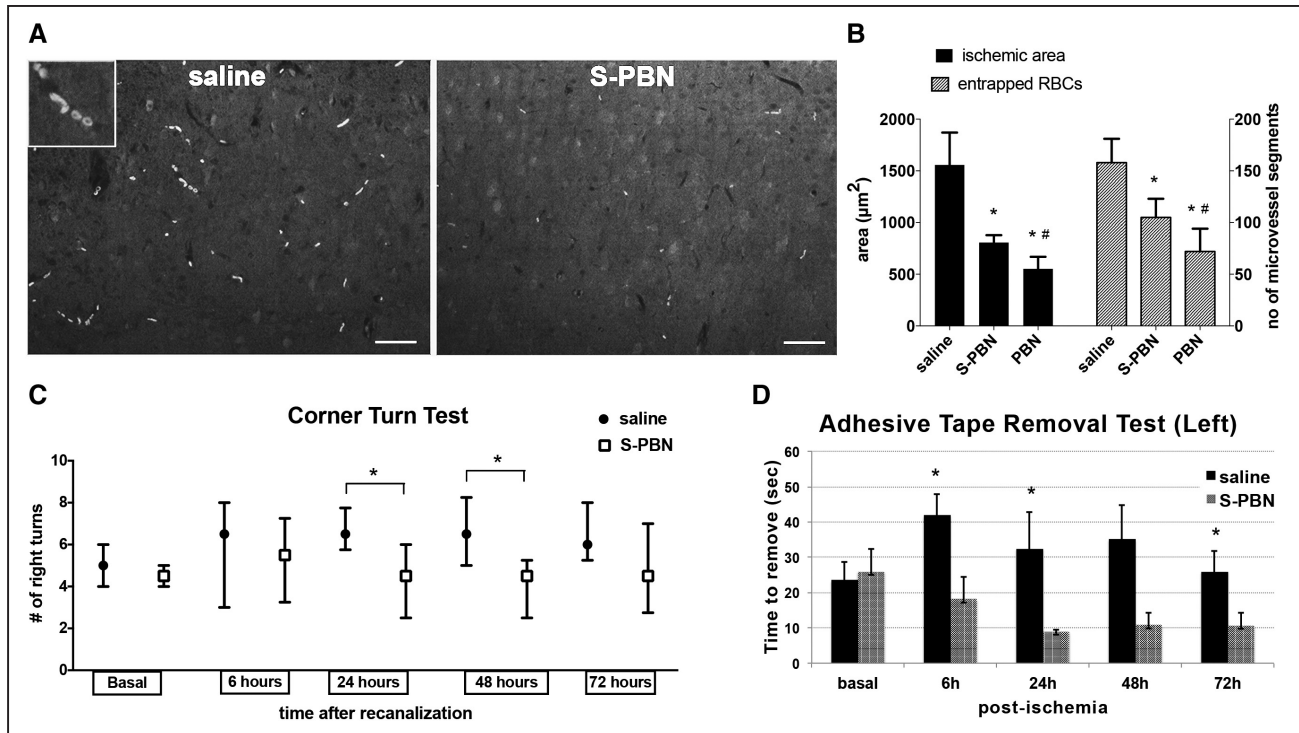 A
saline
S-PBN
B
ischemic area
entrapped RBCs
area (µm2)
2000
1500
1000
500
0
*
* #
*
* #
200
150
100
50
0
no of microvessel segments
saline
S-PBN
PBN
saline
S-PBN
PBN
C
Corner Turn Test
saline
S-PBN
# of right turns
10
8
6
4
2
0
*
*
Basal
6 hours
24 hours
48 hours
72 hours
time after recanalization
D
Adhesive Tape Removal Test (Left)
saline
S-PBN
Time to remove (sec)
60
50
40
30
20
10
0
*
*
*
basal
6h
24h
48h
72h
post-ischemia